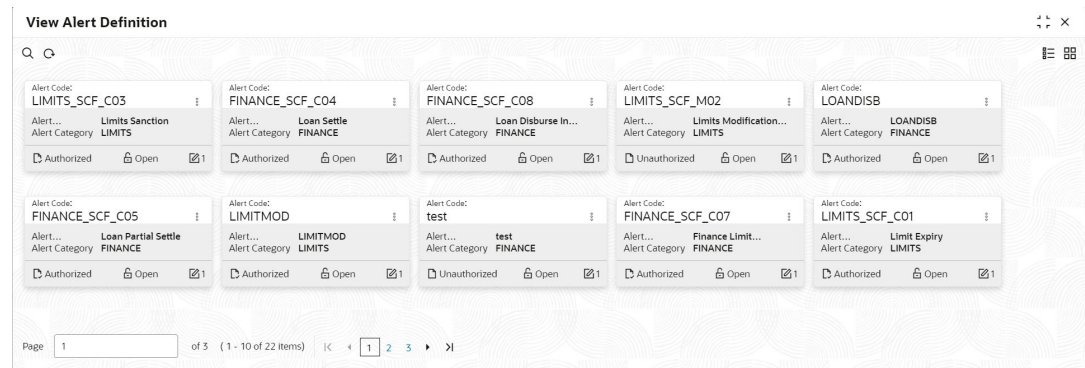 View Alert Definition
Alert Code:
LIMITS_SCF_C03
Alert... Limits Sanction
Alert Category LIMITS
Authorized Open 1
Alert Code:
FINANCE_SCF_C04
Alert... Loan Settle
Alert Category FINANCE
Authorized Open 1
Alert Code:
FINANCE_SCF_C08
Alert... Loan Disburse In...
Alert Category FINANCE
Authorized Open 1
Alert Code:
LIMITS_SCF_M02
Alert... Limits Modification...
Alert Category LIMITS
Unauthorized Open 1
Alert Code:
LOANDISB
Alert... LOANDISB
Alert Category FINANCE
Authorized Open 1
Alert Code:
FINANCE_SCF_C05
Alert... Loan Partial Settle
Alert Category FINANCE
Authorized Open 1
Alert Code:
LIMITMOD
Alert... LIMITMOD
Alert Category LIMITS
Authorized Open 1
Alert Code:
test
Alert... test
Alert Category FINANCE
Unauthorized Open 1
Alert Code:
FINANCE_SCF_C07
Alert... Finance Limit...
Alert Category FINANCE
Authorized Open 1
Alert Code:
LIMITS_SCF_C01
Alert... Limit Expiry
Alert Category LIMITS
Authorized Open 1
Page 1 of 3 (1 - 10 of 22 items) 1 2 3